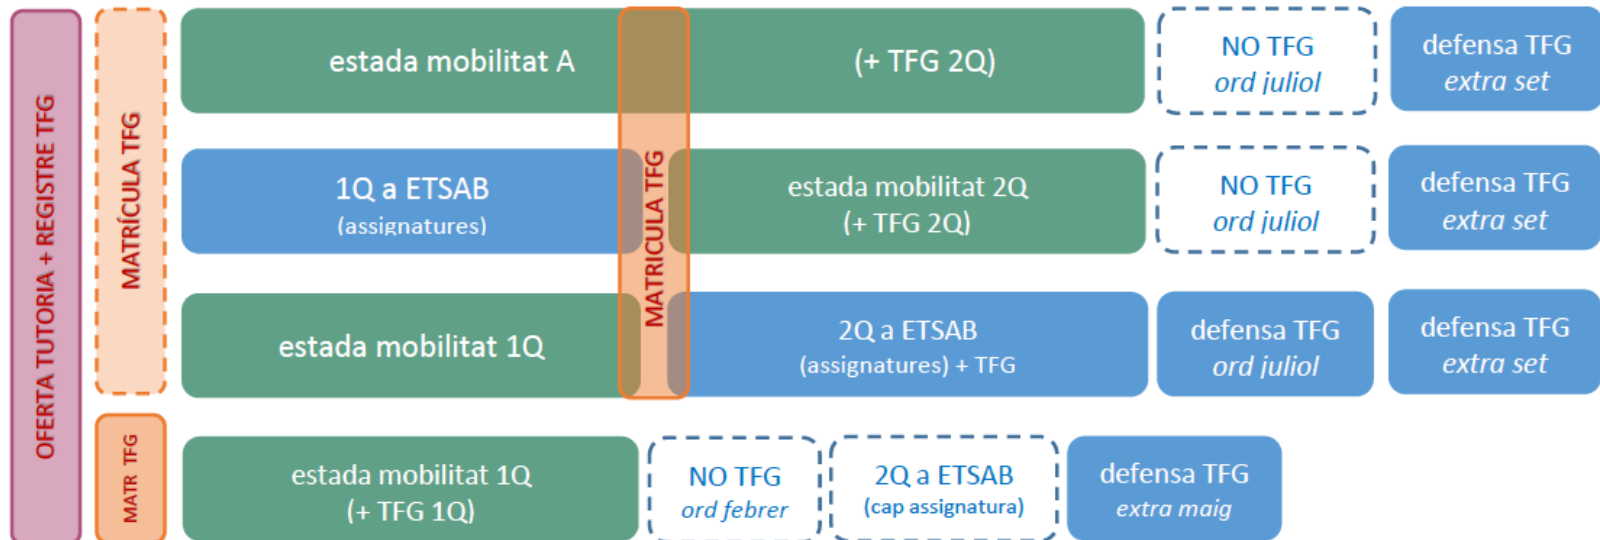 OFERTA TUTORIA + REGISTRE TFG
MATRÍCULA TFG
MATRICULA TFG
estada mobilitat A
(+ TFG 2Q)
NO TFG
ord juliol
defensa TFG
extra set
1Q a ETSAB
(assignatures)
estada mobilitat 2Q
(+ TFG 2Q)
NO TFG
ord juliol
defensa TFG
extra set
estada mobilitat 1Q
2Q a ETSAB
(assignatures) + TFG
defensa TFG
ord juliol
defensa TFG
extra set
MATR TFG
estada mobilitat 1Q
(+ TFG 1Q)
NO TFG
ord febrer
2Q a ETSAB
(cap assignatura)
defensa TFG
extra maig